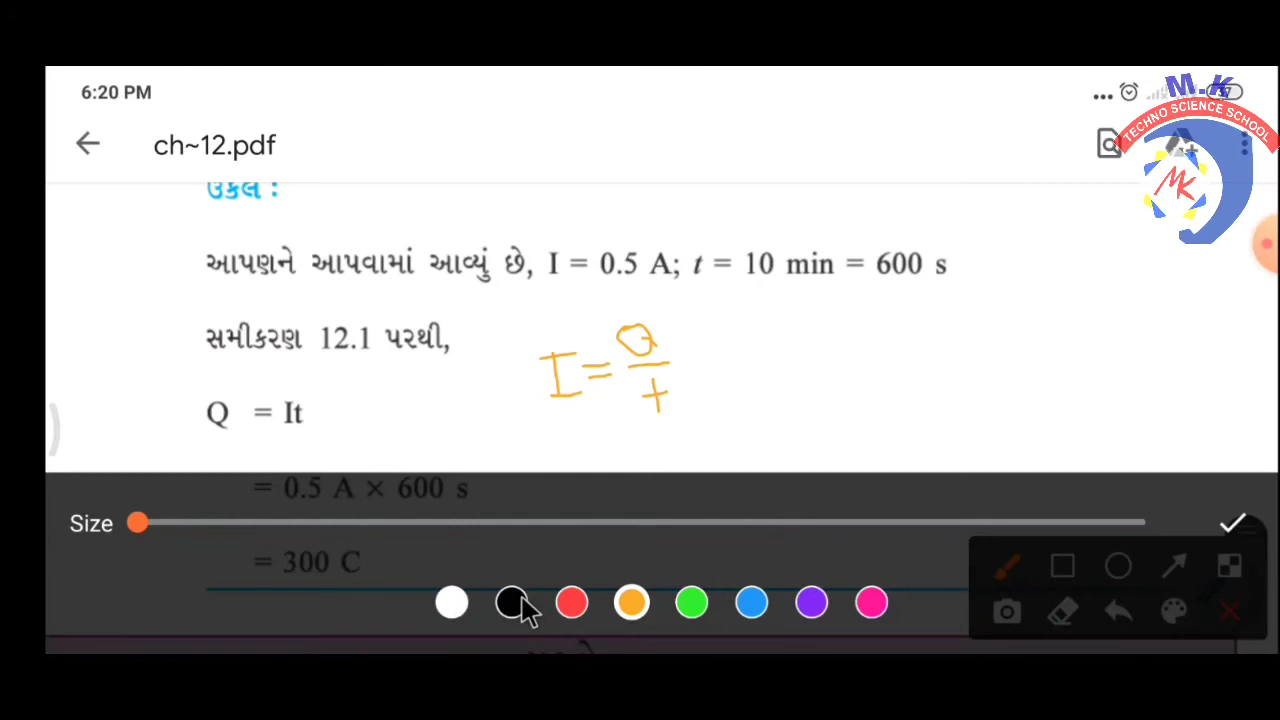 6:20 PM
37
M.K
TECHNO SCIENCE SCHOOL
MK
ch~12.pdf
ઉકેલ :
આપણને આપવામાં આવ્યું છે, I = 0.5 A; t = 10 min = 600 s
સમીકરણ 12.1 પરથી,
I = Q
t
Q = It
= 0.5 A × 600 s
Size
= 300 C